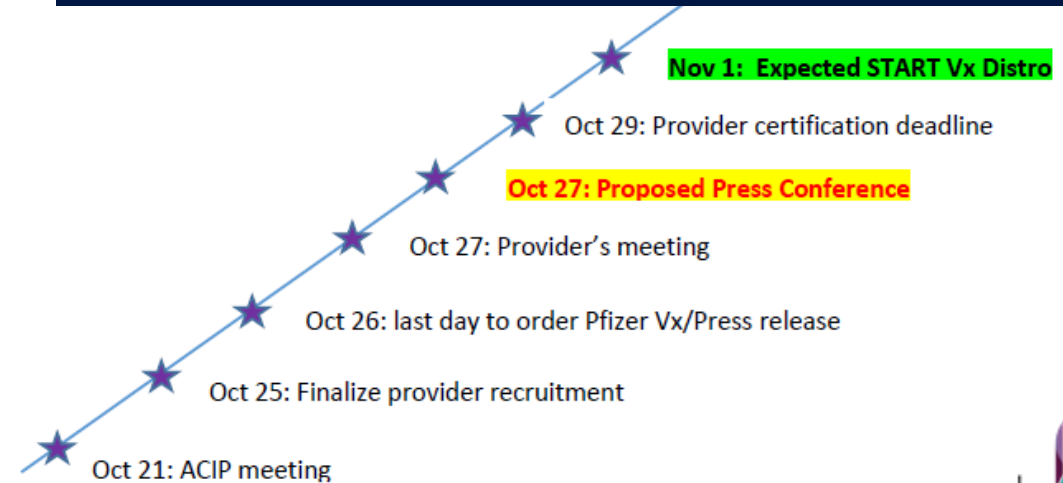 Nov 1: Expected START Vx Distro
Oct 29: Provider certification deadline
Oct 27: Proposed Press Conference
Oct 27: Provider’s meeting
Oct 26: last day to order Pfizer Vx/Press release
Oct 25: Finalize provider recruitment
Oct 21: ACIP meeting